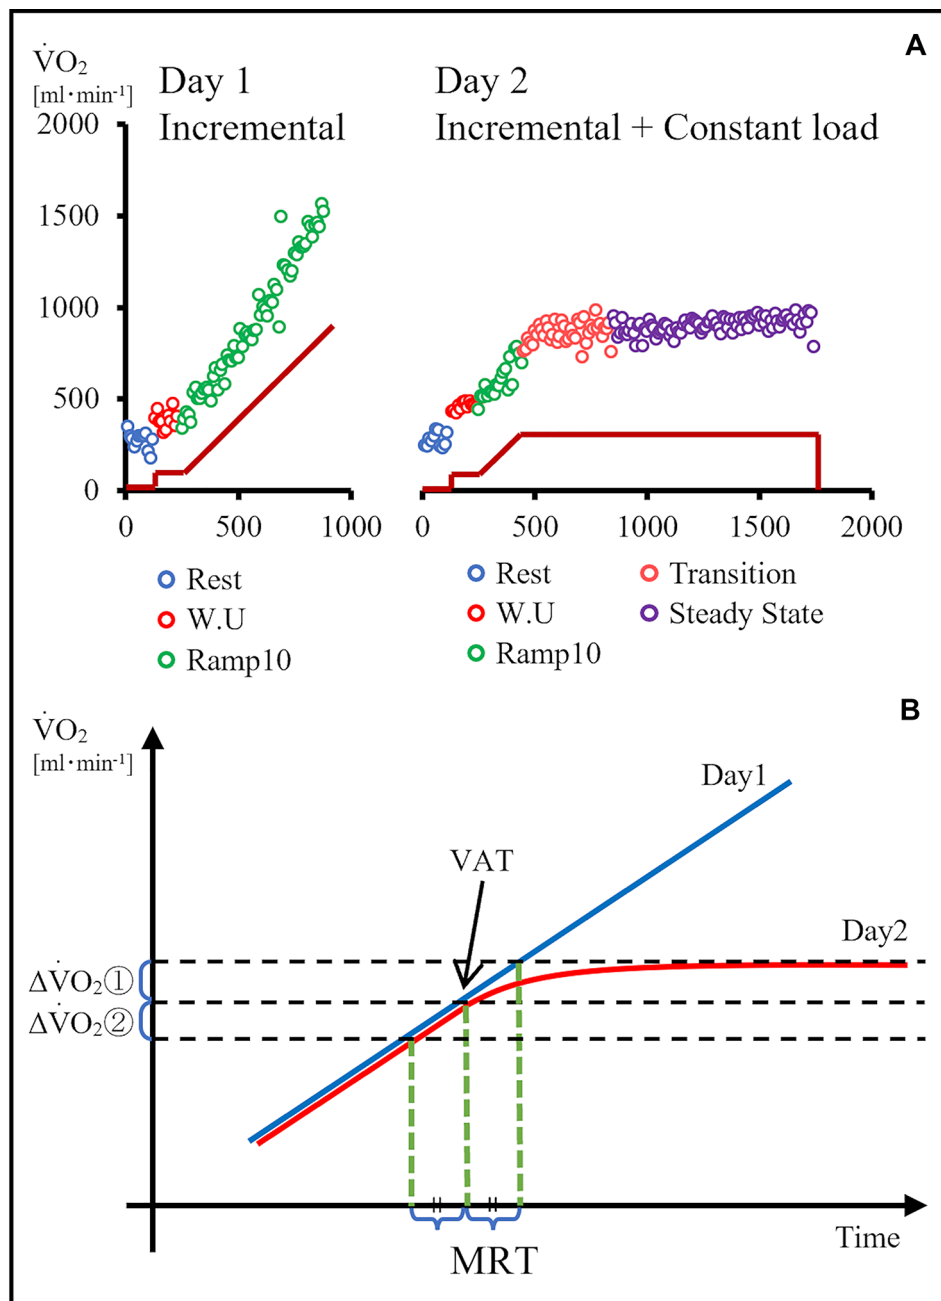 A
V̇O₂
[ml·min⁻¹]
Day 1
Incremental
Day 2
Incremental + Constant load
2000
1500
1000
500
0
0 500 1000
0 500 1000 1500 2000
Rest
W.U
Ramp10
Rest
W.U
Ramp10
Transition
Steady State
B
V̇O₂
[ml·min⁻¹]
Day1
VAT
Day2
ΔV̇O₂①
ΔV̇O₂②
Time
MRT